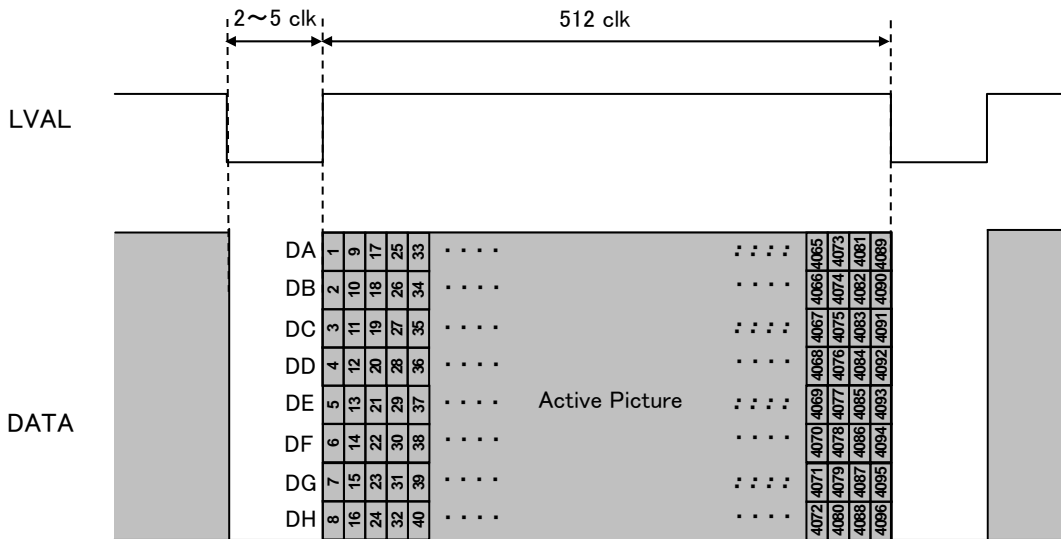 2～5 clk 512 clk
LVAL
DATA
DA 1 9 17 25 33 ···· ···· 4065 4073 4081 4089
DB 2 10 18 26 34 ···· ···· 4066 4074 4082 4090
DC 3 11 19 27 35 ···· ···· 4067 4075 4083 4091
DD 4 12 20 28 36 ···· ···· 4068 4076 4084 4092
DE 5 13 21 29 37 ···· Active Picture ···· 4069 4077 4085 4093
DF 6 14 22 30 38 ···· ···· 4070 4078 4086 4094
DG 7 15 23 31 39 ···· ···· 4071 4079 4087 4095
DH 8 16 24 32 40 ···· ···· 4072 4080 4088 4096